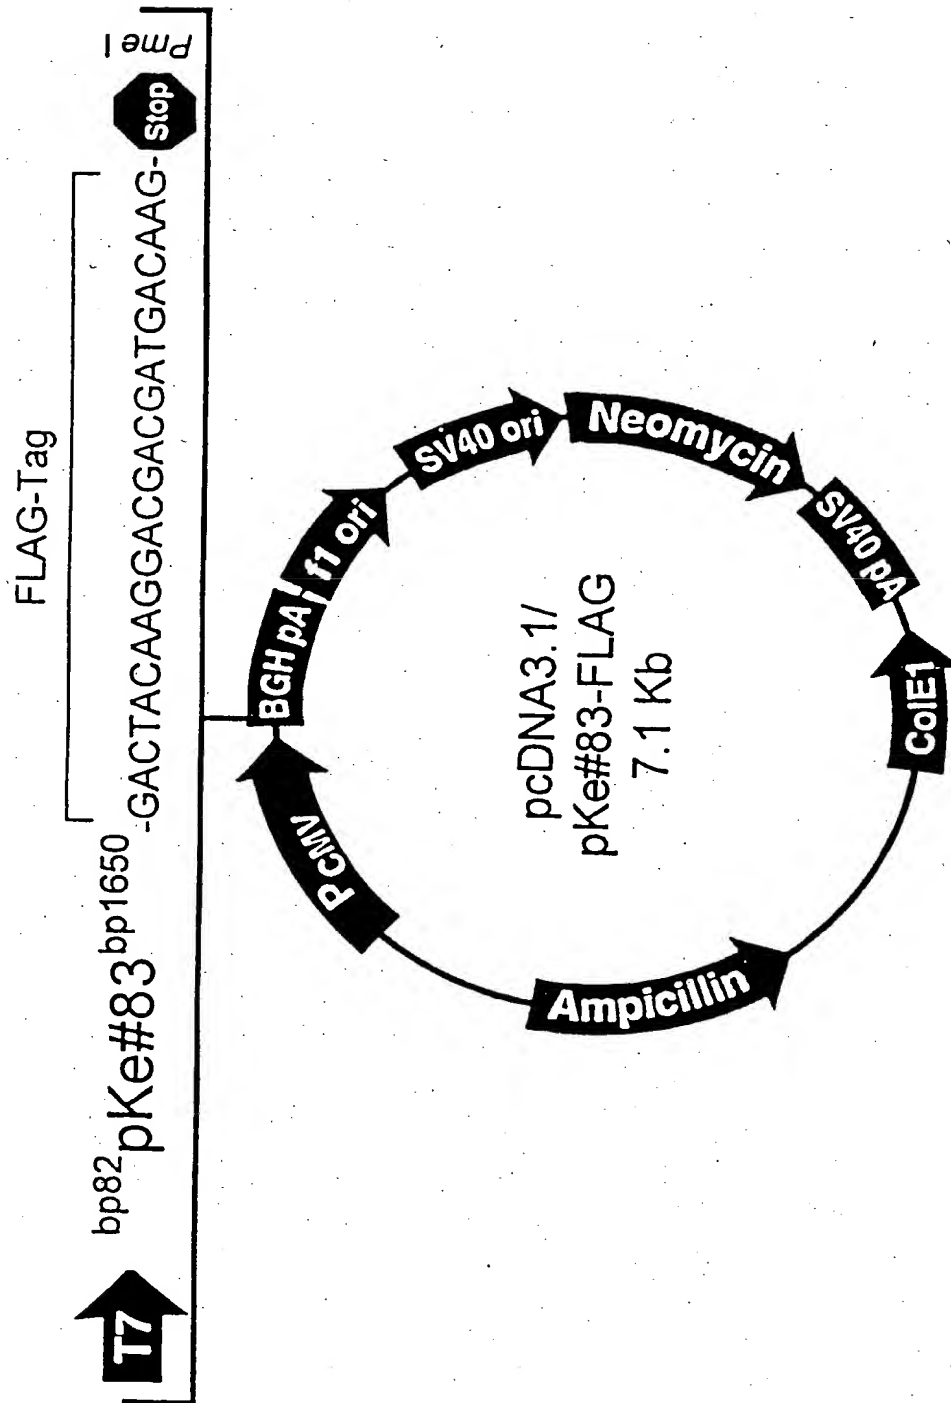 FLAG-Tag
T7 bp82pKe#83bp1650 -GACTACAAGGACGACGACGATGACAAG- Stop Pme I
P CMV
BGH pA
f1 ori
SV40 ori
Neomycin
SV40 pA
ColE1
Ampicillin
pcDNA3.1/
pKe#83-FLAG
7.1 Kb